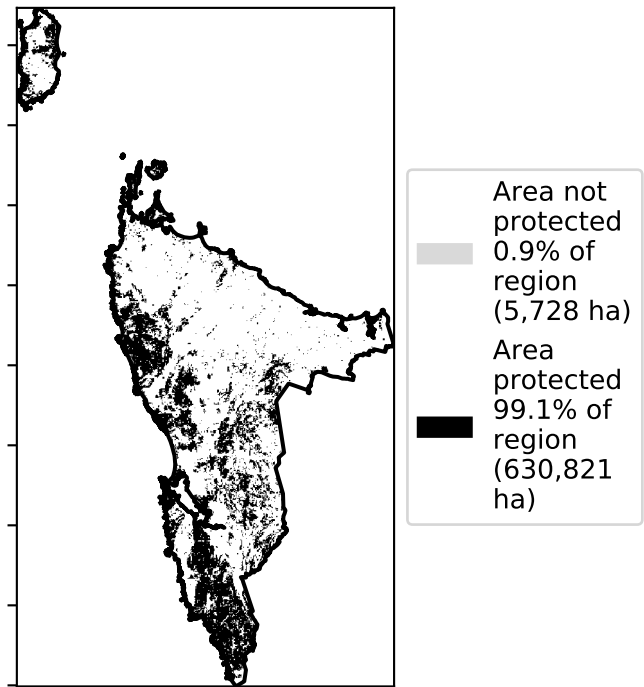 Area not
protected
0.9% of
region
(5,728 ha)
Area
protected
99.1% of
region
(630,821
ha)